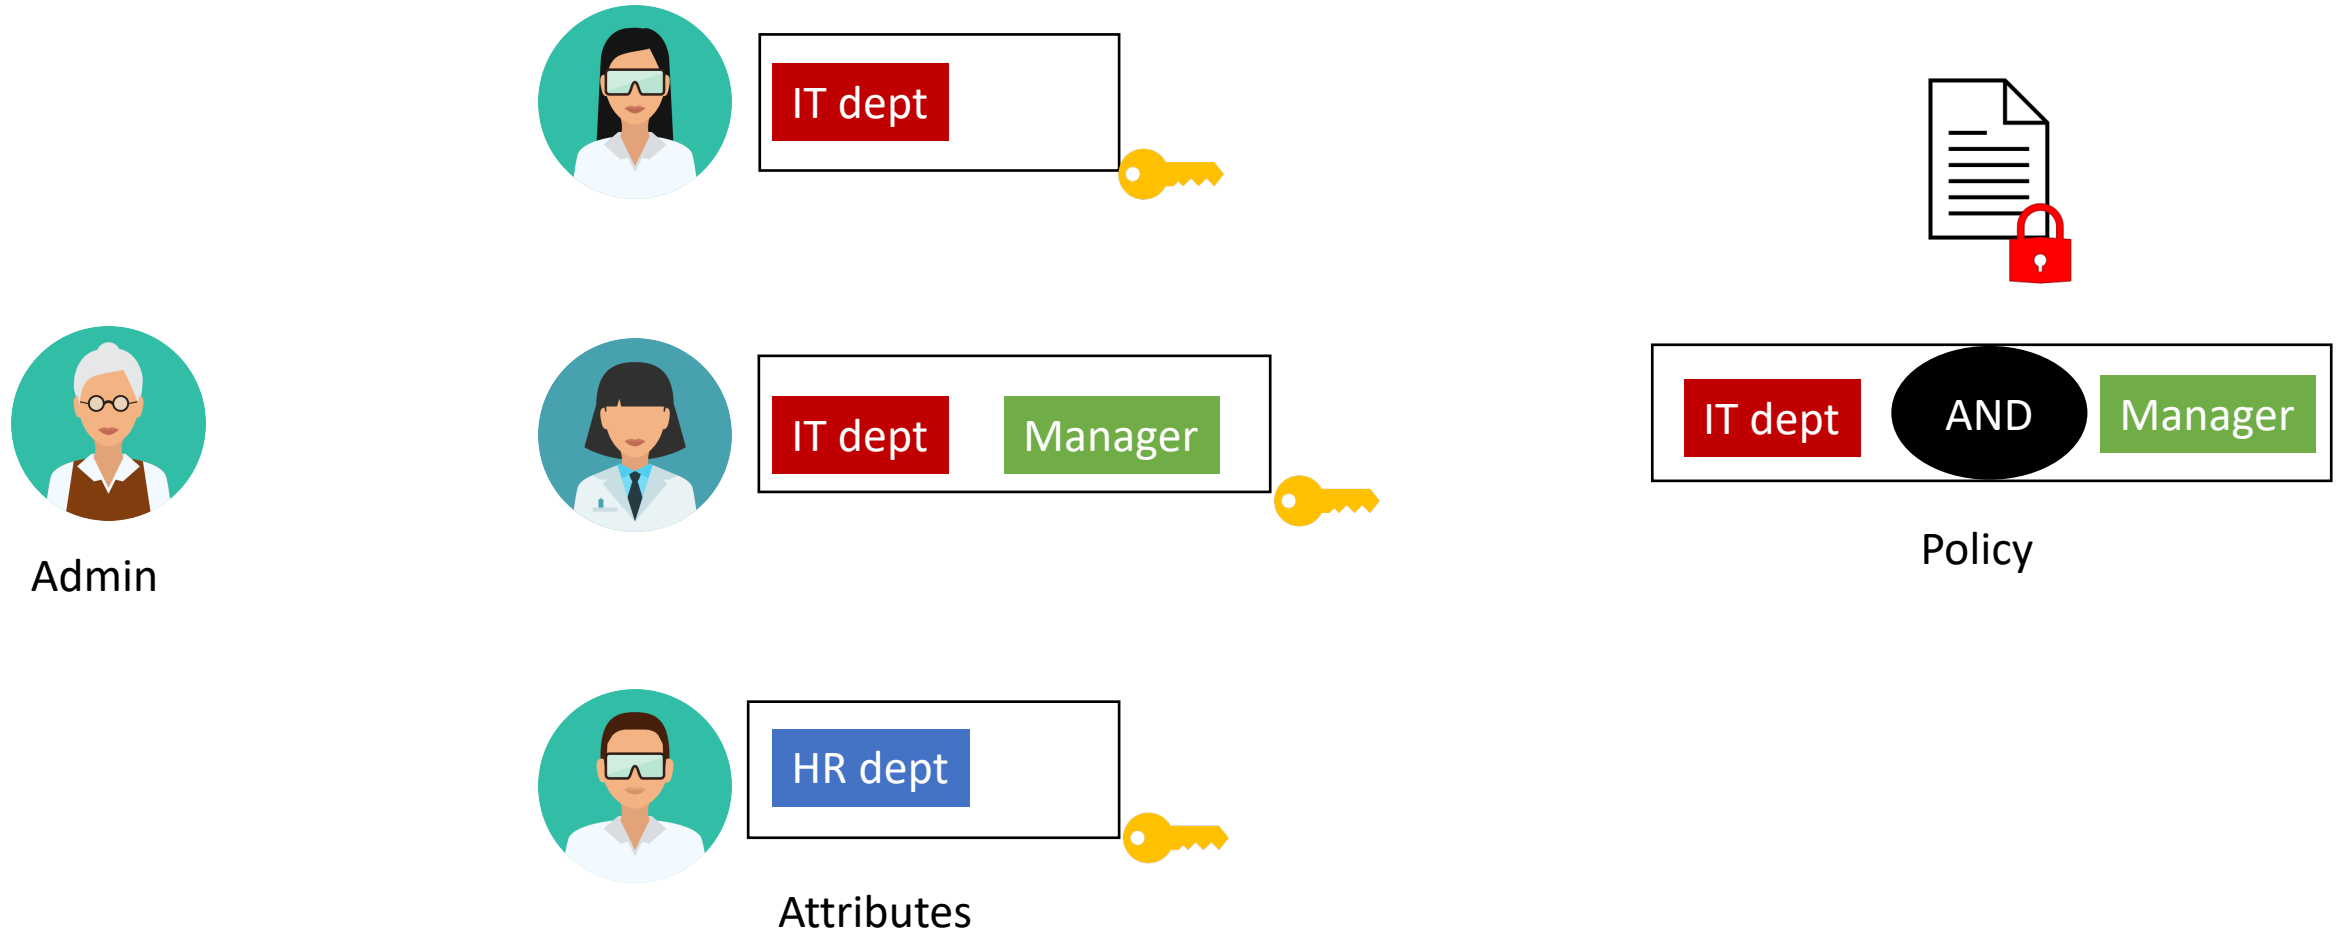 IT dept
IT dept Manager
IT dept AND Manager
Admin
Policy
HR dept
Attributes